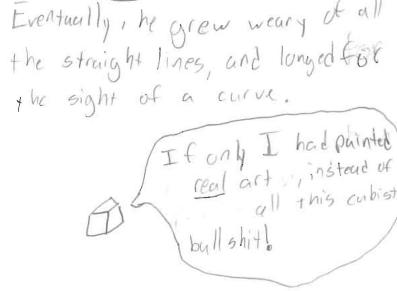 Eventually, he grew weary of all
the straight lines, and longed for
the sight of a curve.
If only I had painted
real art, instead of
all this cubist
bullshit!